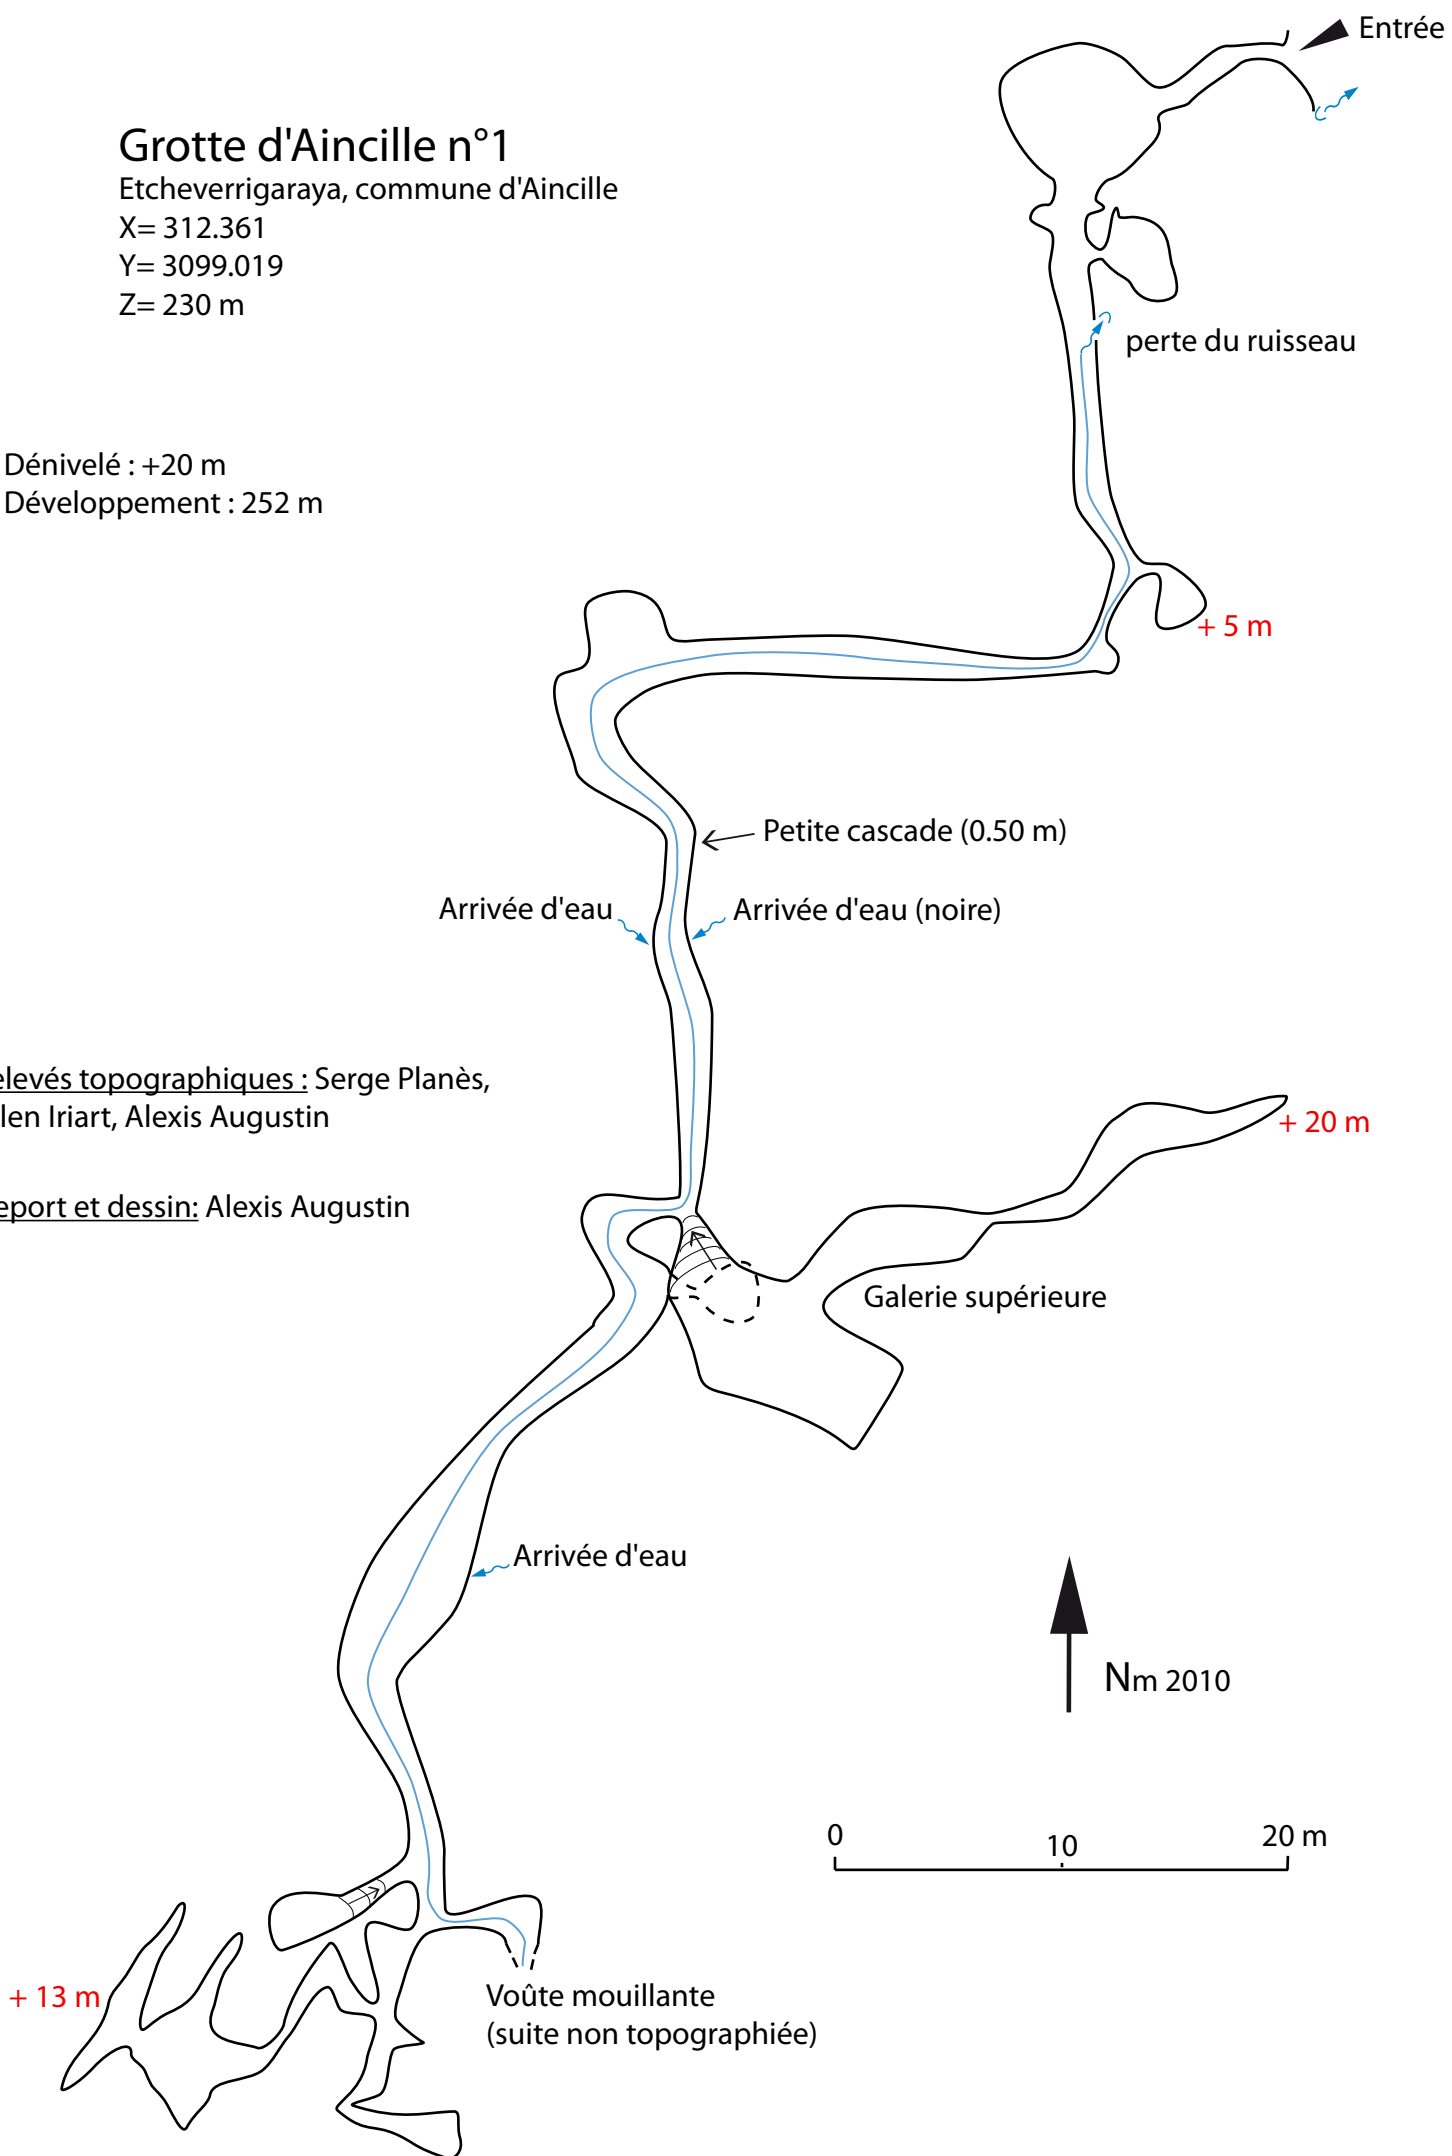 Entrée
Grotte d'Aincille n°1
Etcheverrigaraya, commune d'Aincille
X= 312.361
Y= 3099.019
Z= 230 m
perte du ruisseau
Dénivelé : +20 m
Développement : 252 m
+ 5 m
Petite cascade (0.50 m)
Arrivée d'eau
Arrivée d'eau (noire)
elevés topographiques : Serge Planès,
len Iriart, Alexis Augustin
+ 20 m
eport et dessin: Alexis Augustin
Galerie supérieure
Arrivée d'eau
Nm 2010
0 10 20 m
+ 13 m
Voûte mouillante
(suite non topographiée)